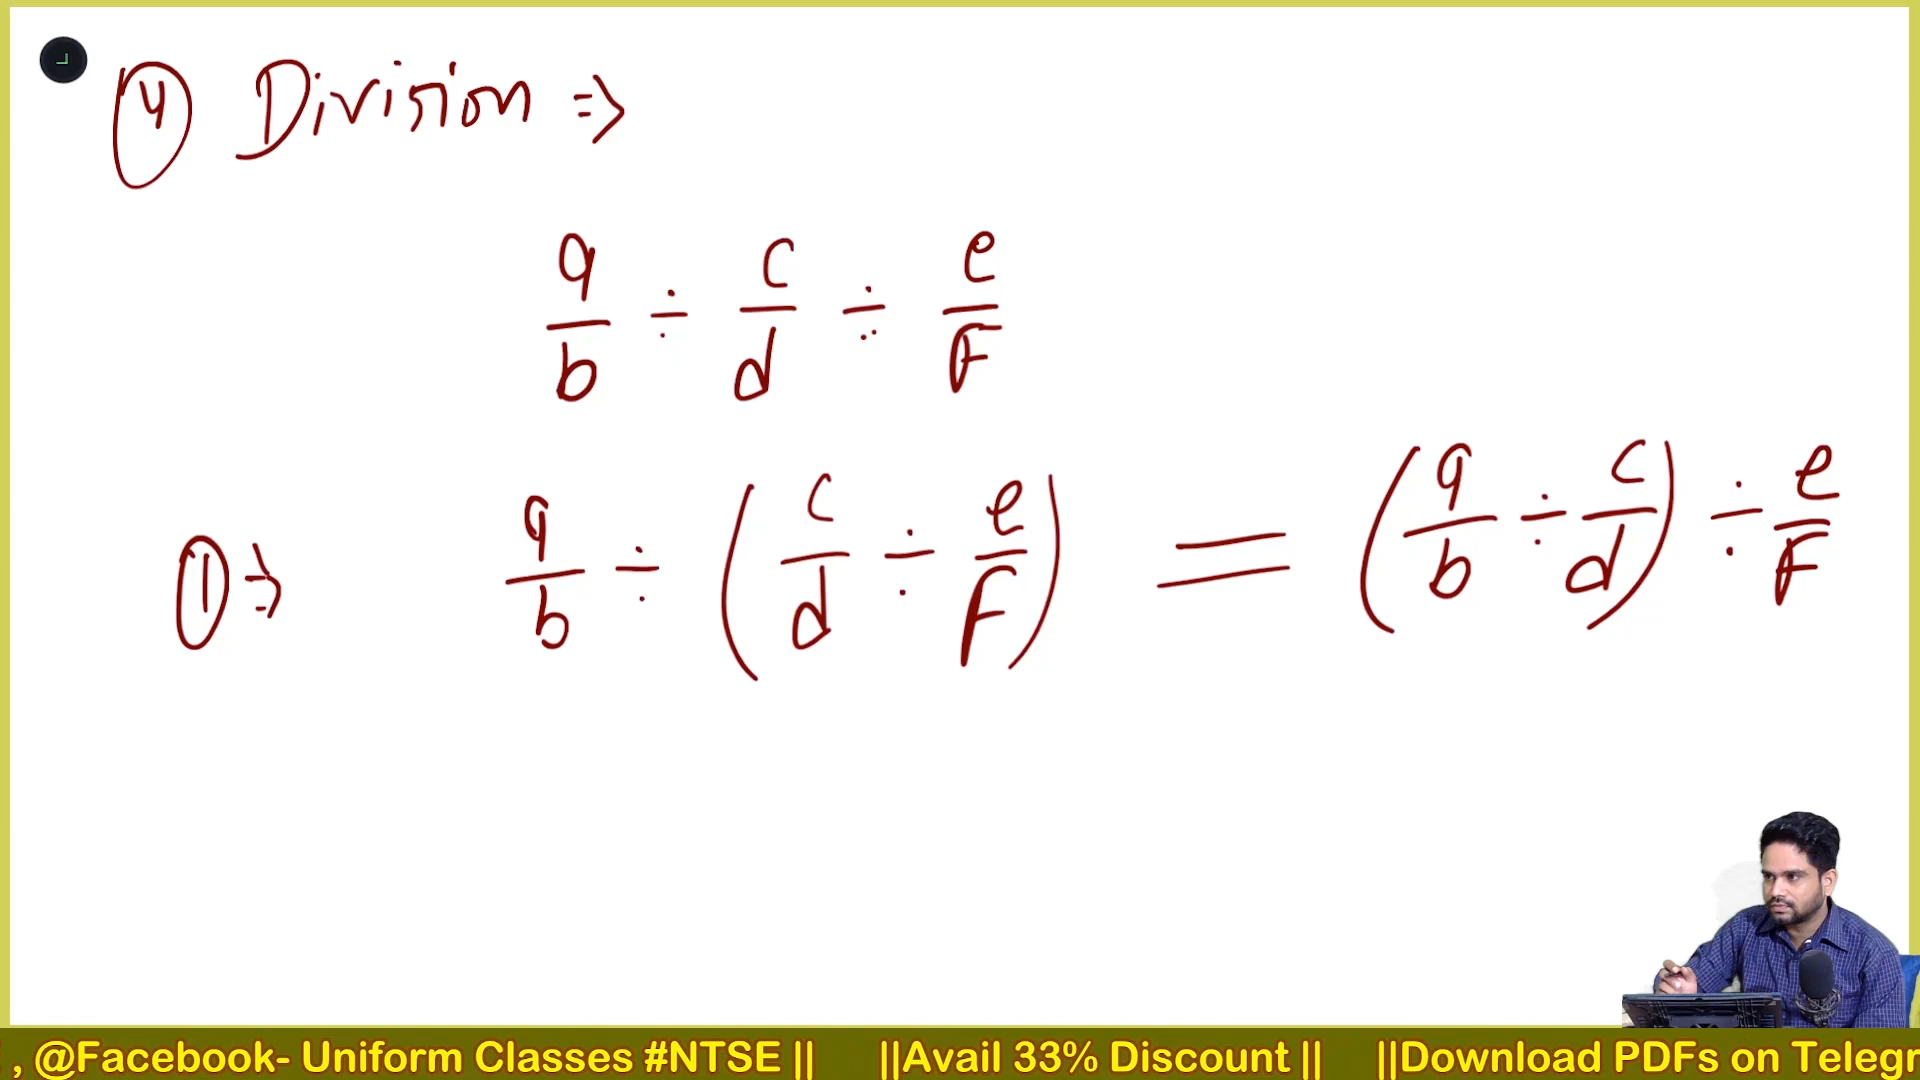 ④ Division ⇒
a/b ÷ c/d ÷ e/F
① ⇒ a/b ÷ (c/d ÷ e/F) = (a/b ÷ c/d) ÷ e/F
, @Facebook- Uniform Classes #NTSE || ||Avail 33% Discount || ||Download PDFs on Telegr